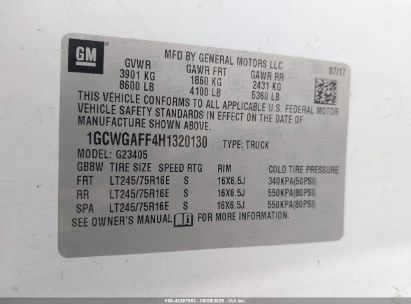 GM
MFD BY GENERAL MOTORS LLC
GVWR GAWR FRT GAWR RR 07/17
3901 KG 1860 KG 2431 KG
8600 LB 4100 LB 5360 LB
THIS VEHICLE CONFORMS TO ALL APPLICABLE U.S. FEDERAL MOTOR
VEHICLE SAFETY STANDARDS IN EFFECT ON THE DATE OF
MANUFACTURE SHOWN ABOVE.
1GCWGAFF4H1320130 TYPE: TRUCK
MODEL: G23405
GBBW TIRE SIZE SPEED RTG RIM COLD TIRE PRESSURE
FRT LT245/75R16E S 16X6.5J 340KPA(50PSI)
RR LT245/75R16E S 16X6.5J 550KPA(80PSI)
SPA LT245/75R16E S 16X6.5J 550KPA(80PSI)
SEE OWNER'S MANUAL FOR MORE INFORMATION.